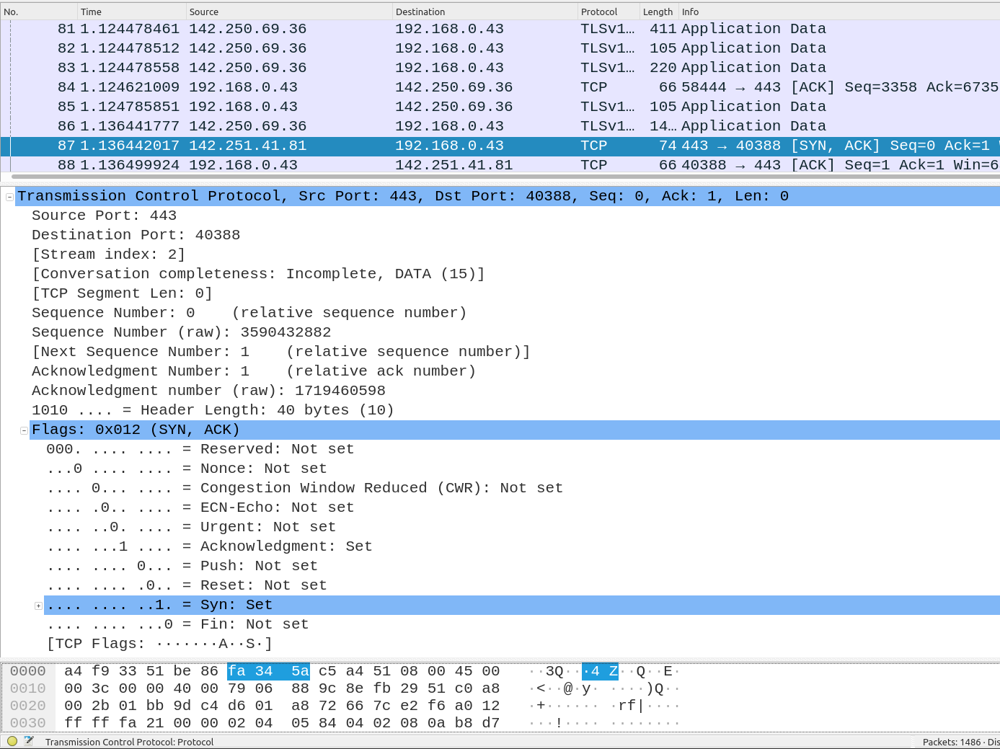 No. Time Source Destination Protocol Length Info
81 1.124478461 142.250.69.36 192.168.0.43 TLSv1… 411 Application Data
82 1.124478512 142.250.69.36 192.168.0.43 TLSv1… 105 Application Data
83 1.124478558 142.250.69.36 192.168.0.43 TLSv1… 220 Application Data
84 1.124621009 192.168.0.43 142.250.69.36 TCP 66 58444 → 443 [ACK] Seq=3358 Ack=6735
85 1.124785851 192.168.0.43 142.250.69.36 TLSv1… 105 Application Data
86 1.136441777 142.250.69.36 192.168.0.43 TLSv1… 14… Application Data
87 1.136442017 142.251.41.81 192.168.0.43 TCP 74 443 → 40388 [SYN, ACK] Seq=0 Ack=1
88 1.136499924 192.168.0.43 142.251.41.81 TCP 66 40388 → 443 [ACK] Seq=1 Ack=1 Win=6
Transmission Control Protocol, Src Port: 443, Dst Port: 40388, Seq: 0, Ack: 1, Len: 0
Source Port: 443
Destination Port: 40388
[Stream index: 2]
[Conversation completeness: Incomplete, DATA (15)]
[TCP Segment Len: 0]
Sequence Number: 0    (relative sequence number)
Sequence Number (raw): 3590432882
[Next Sequence Number: 1    (relative sequence number)]
Acknowledgment Number: 1    (relative ack number)
Acknowledgment number (raw): 1719460598
1010 .... = Header Length: 40 bytes (10)
Flags: 0x012 (SYN, ACK)
000. .... .... = Reserved: Not set
...0 .... .... = Nonce: Not set
.... 0... .... = Congestion Window Reduced (CWR): Not set
.... .0.. .... = ECN-Echo: Not set
.... ..0. .... = Urgent: Not set
.... ...1 .... = Acknowledgment: Set
.... .... 0... = Push: Not set
.... .... .0.. = Reset: Not set
.... .... ..1. = Syn: Set
.... .... ...0 = Fin: Not set
[TCP Flags: ·······A··S·]
0000 a4 f9 33 51 be 86 fa 34 5a c5 a4 51 08 00 45 00 ··3Q···4 Z··Q··E·
0010 00 3c 00 00 40 00 79 06 88 9c 8e fb 29 51 c0 a8 ·<··@·y· ····)Q··
0020 00 2b 01 bb 9d c4 d6 01 a8 72 66 7c e2 f6 a0 12 ·+······ ·rf|····
0030 ff ff fa 21 00 00 02 04 05 84 04 02 08 0a b8 d7 ···!···· ········
Transmission Control Protocol: Protocol Packets: 1486 · Dis